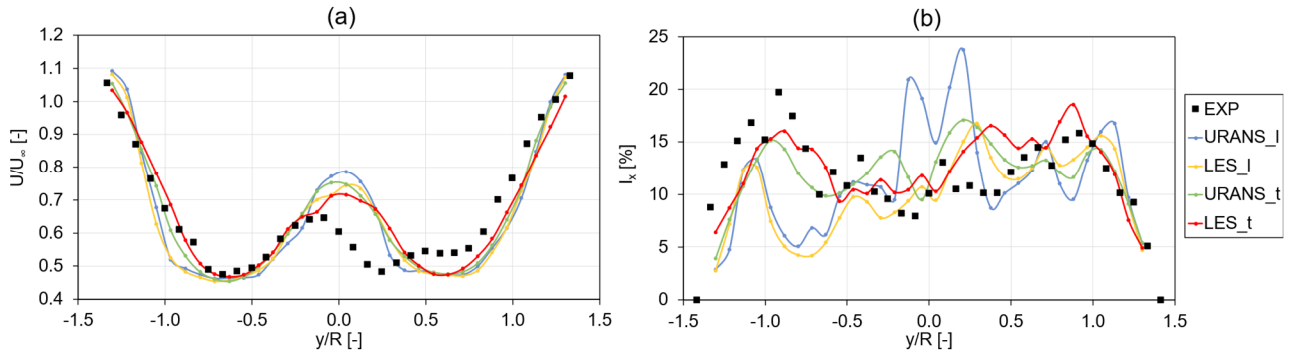 (a)
1.2
1.1
1.0
0.9
0.8
0.7
0.6
0.5
0.4
U/U∞ [-]
-1.5 -1.0 -0.5 0.0 0.5 1.0 1.5
y/R [-]
(b)
25
20
15
10
5
0
Ix [%]
-1.5 -1.0 -0.5 0.0 0.5 1.0 1.5
y/R [-]
EXP
URANS_l
LES_l
URANS_t
LES_t